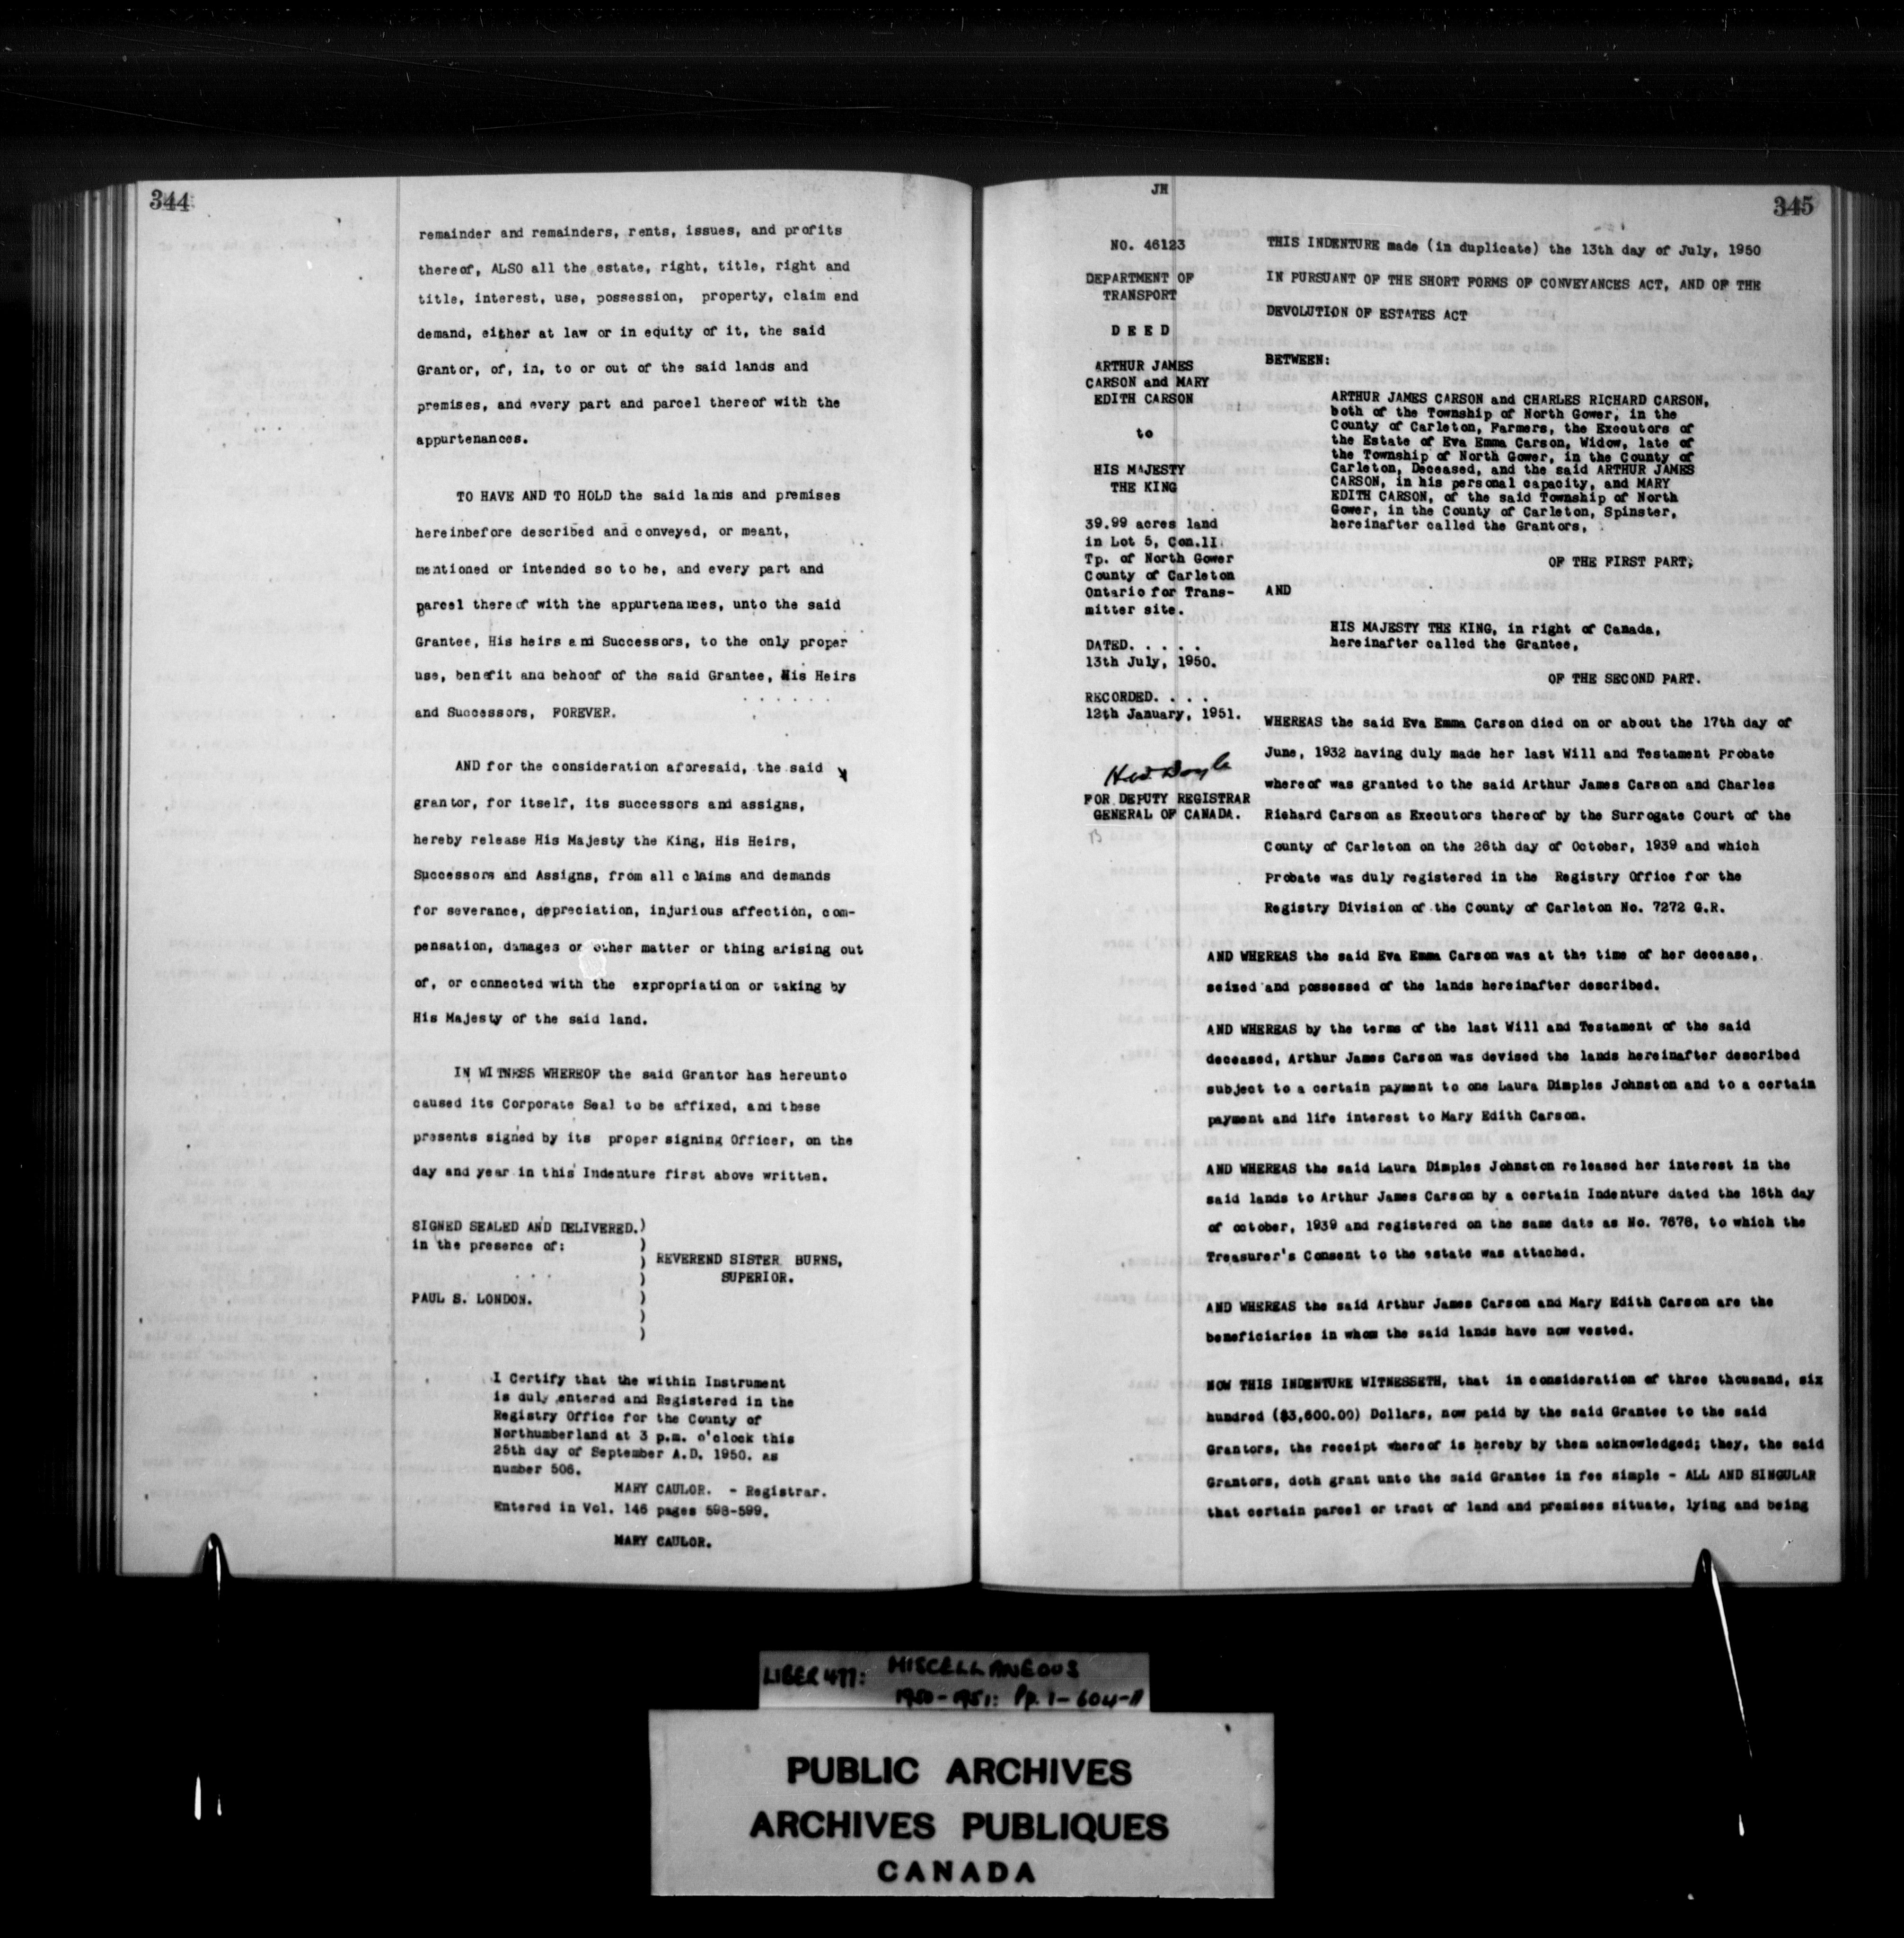 344
remainder and remainders, rents, issues, and profits
thereof, ALSO all the estate, right, title, right and
title, interest, use, possession, property, claim and
demand, either at law or in equity of it, the said
Grantor, of, in, to or out of the said lands and
premises, and every part and parcel thereof with the
appurtenances.
TO HAVE AND TO HOLD the said lands and premises
hereinbefore described and conveyed, or meant,
mentioned or intended so to be, and every part and
parcel thereof with the appurtenances, unto the said
Grantee, His heirs and Successors, to the only proper
use, benefit and behoof of the said Grantee, His Heirs
and Successors, FOREVER.
AND for the consideration aforesaid, the said
grantor, for itself, its successors and assigns,
hereby release His Majesty the King, His Heirs,
Successors and Assigns, from all claims and demands
for severance, depreciation, injurious affection, com-
pensation, damages or other matter or thing arising out
of, or connected with the expropriation or taking by
His Majesty of the said land.
IN WITNESS WHEREOF the said Grantor has hereunto
caused its Corporate Seal to be affixed, and these
presents signed by its proper signing Officer, on the
day and year in this Indenture first above written.
SIGNED SEALED AND DELIVERED.)
in the presence of: )
) REVEREND SISTER BURNS,
) SUPERIOR.
PAUL S. LONDON. )
)
)
I Certify that the within Instrument
is duly entered and Registered in the
Registry Office for the County of
Northumberland at 3 p.m. o'clock this
25th day of September A.D. 1950. as
number 506.
MARY CAULOR. - Registrar.
Entered in Vol. 146 pages 598-599.
MARY CAULOR.
JH
345
NO. 46123
DEPARTMENT OF
TRANSPORT
D E E D
ARTHUR JAMES
CARSON and MARY
EDITH CARSON
to
HIS MAJESTY
THE KING
39.99 acres land
in Lot 5, Con.II
Tp. of North Gower
County of Carleton
Ontario for Trans-
mitter site.
DATED. . . . .
13th July, 1950.
RECORDED. . . .
12th January, 1951.
FOR DEPUTY REGISTRAR
GENERAL OF CANADA.
THIS INDENTURE made (in duplicate) the 13th day of July, 1950
IN PURSUANT OF THE SHORT FORMS OF CONVEYANCES ACT, AND OF THE
DEVOLUTION OF ESTATES ACT
BETWEEN:
ARTHUR JAMES CARSON and CHARLES RICHARD CARSON,
both of the Township of North Gower, in the
County of Carleton, Farmers, the Executors of
the Estate of Eva Emma Carson, Widow, late of
the Township of North Gower, in the County of
Carleton, Deceased, and the said ARTHUR JAMES
CARSON, in his personal capacity, and MARY
EDITH CARSON, of the said Township of North
Gower, in the County of Carleton, Spinster,
hereinafter called the Grantors,
OF THE FIRST PART;
AND
HIS MAJESTY THE KING, in right of Canada,
hereinafter called the Grantee,
OF THE SECOND PART.
WHEREAS the said Eva Emma Carson died on or about the 17th day of
June, 1932 having duly made her last Will and Testament Probate
whereof was granted to the said Arthur James Carson and Charles
Richard Carson as Executors thereof by the Surrogate Court of the
County of Carleton on the 26th day of October, 1939 and which
Probate was duly registered in the Registry Office for the
Registry Division of the County of Carleton No. 7272 G.R.
AND WHEREAS the said Eva Emma Carson was at the time of her decease,
seized and possessed of the lands hereinafter described.
AND WHEREAS by the terms of the last Will and Testament of the said
deceased, Arthur James Carson was devised the lands hereinafter described
subject to a certain payment to one Laura Dimples Johnston and to a certain
payment and life interest to Mary Edith Carson.
AND WHEREAS the said Laura Dimples Johnston released her interest in the
said lands to Arthur James Carson by a certain Indenture dated the 16th day
of october, 1939 and registered on the same date as No. 7678, to which the
Treasurer's Consent to the estate was attached.
AND WHEREAS the said Arthur James Carson and Mary Edith Carson are the
beneficiaries in whom the said lands have now vested.
NOW THIS INDENTURE WITNESSETH, that in consideration of three thousand, six
hundred ($3,600.00) Dollars, now paid by the said Grantee to the said
Grantors, the receipt whereof is hereby by them acknowledged; they, the said
Grantors, doth grant unto the said Grantee in fee simple - ALL AND SINGULAR
that certain parcel or tract of land and premises situate, lying and being
LIBER 477: MISCELLANEOUS
1950-1951: Pp. 1-604-A
PUBLIC ARCHIVES
ARCHIVES PUBLIQUES
CANADA